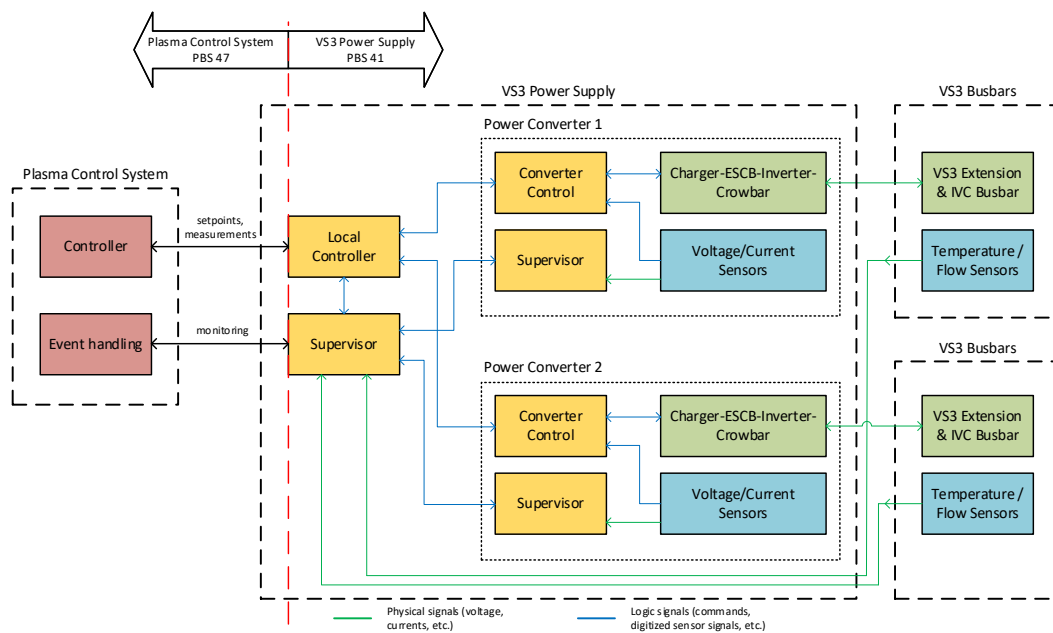 Plasma Control System
PBS 47
VS3 Power Supply
PBS 41
VS3 Power Supply
VS3 Busbars
Power Converter 1
Plasma Control System
Controller
Event handling
setpoints,
measurements
monitoring
Local
Controller
Supervisor
Converter
Control
Charger-ESCB-Inverter-
Crowbar
Supervisor
Voltage/Current
Sensors
VS3 Extension
& IVC Busbar
Temperature /
Flow Sensors
Power Converter 2
VS3 Busbars
Converter
Control
Charger-ESCB-Inverter-
Crowbar
Supervisor
Voltage/Current
Sensors
VS3 Extension
& IVC Busbar
Temperature /
Flow Sensors
Physical signals (voltage,
currents, etc.)
Logic signals (commands,
digitized sensor signals, etc.)